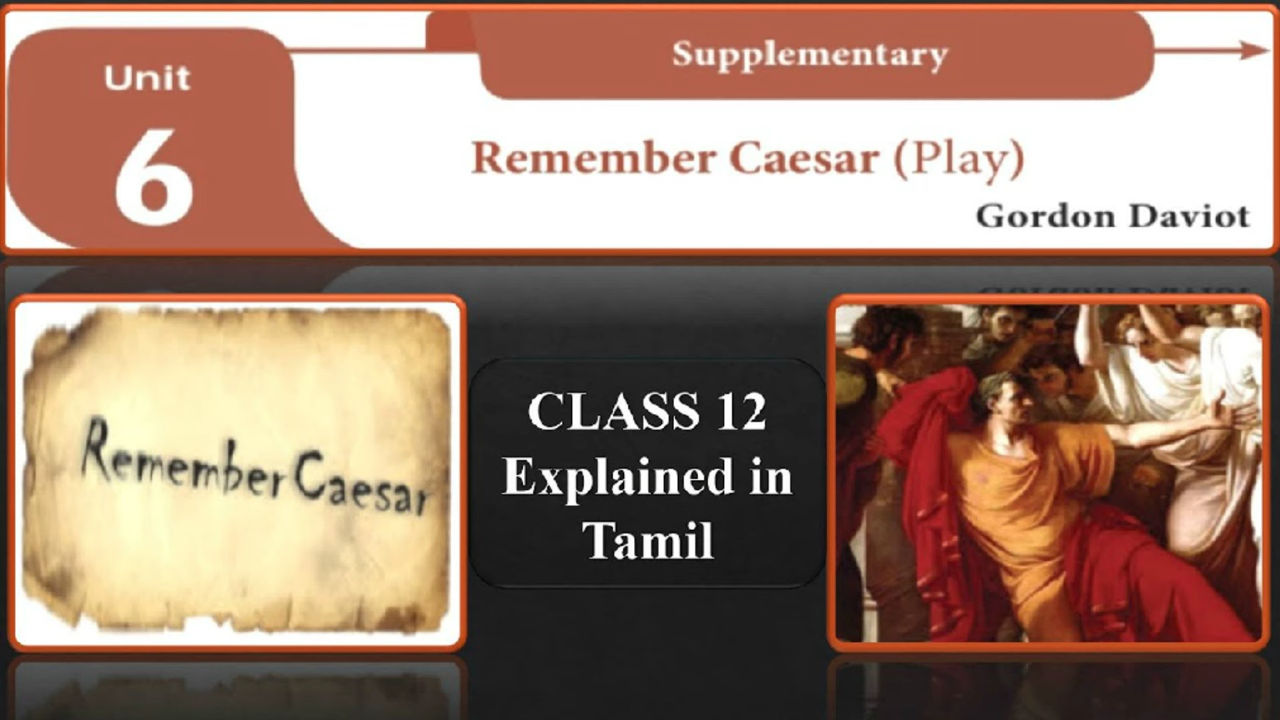 Unit
6
Supplementary
Remember Caesar (Play)
Gordon Daviot
Remember Caesar
CLASS 12
Explained in
Tamil